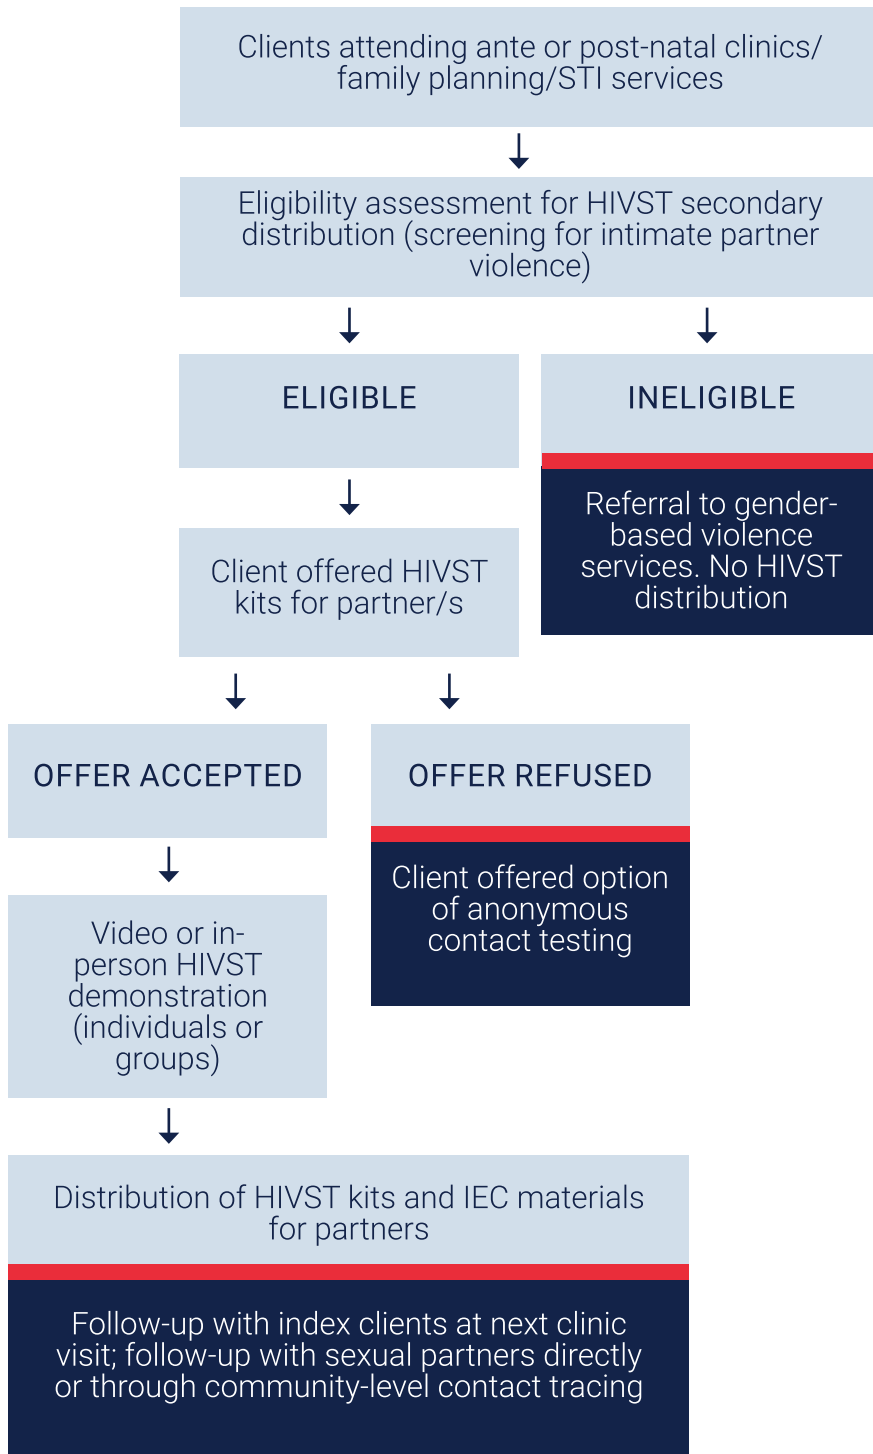 Clients attending ante or post-natal clinics/
family planning/STI services
Eligibility assessment for HIVST secondary
distribution (screening for intimate partner
violence)
ELIGIBLE
INELIGIBLE
Referral to gender-
based violence
services. No HIVST
distribution
Client offered HIVST
kits for partner/s
OFFER ACCEPTED
OFFER REFUSED
Client offered option
of anonymous
contact testing
Video or in-
person HIVST
demonstration
(individuals or
groups)
Distribution of HIVST kits and IEC materials
for partners
Follow-up with index clients at next clinic
visit; follow-up with sexual partners directly
or through community-level contact tracing